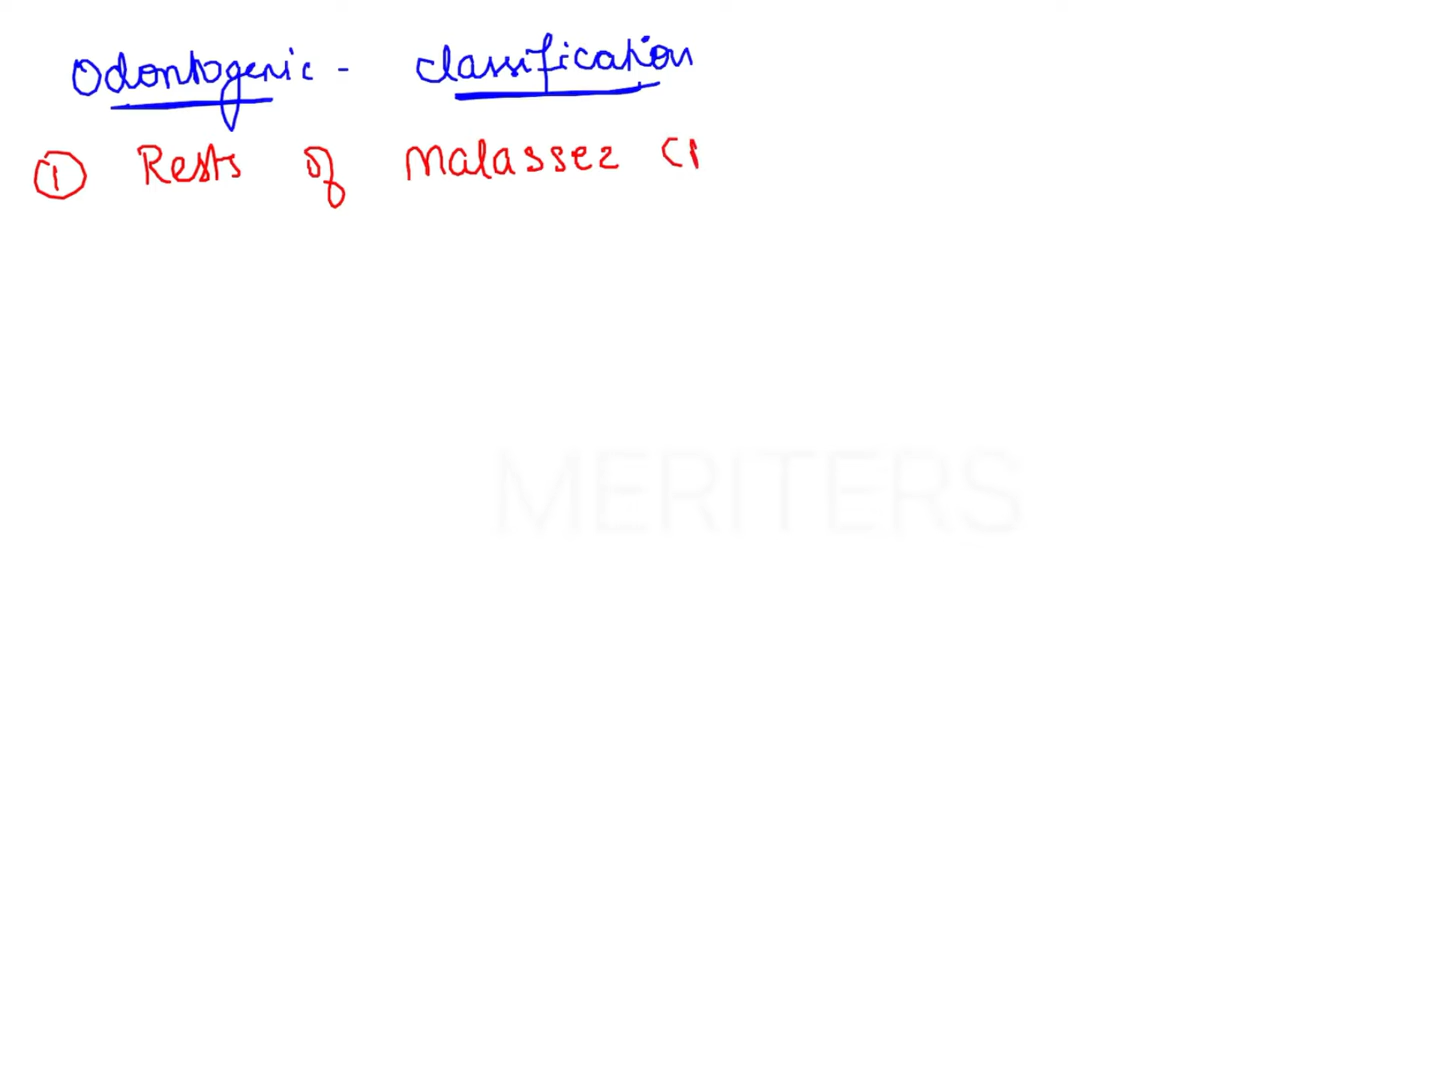 Odontogenic - classification
① Rests of Malassez (
MERITERS